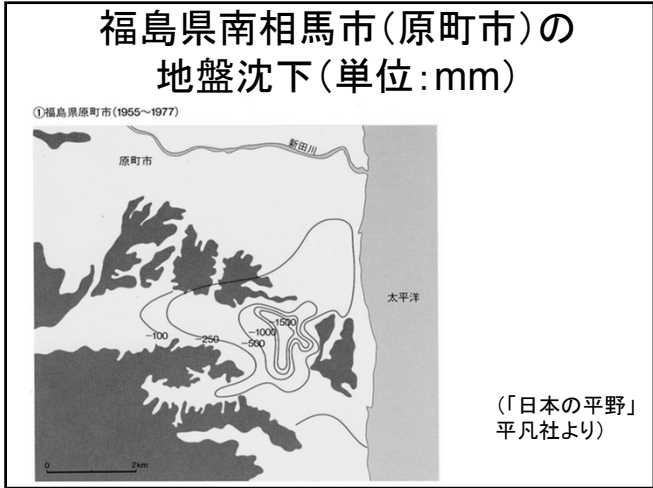 福島県南相馬市(原町市)の
地盤沈下(単位:mm)
①福島県原町市(1955〜1977)
新田川
原町市
太平洋
-1500
-1000
-100
-250
-500
(「日本の平野」
平凡社より)
0 2km